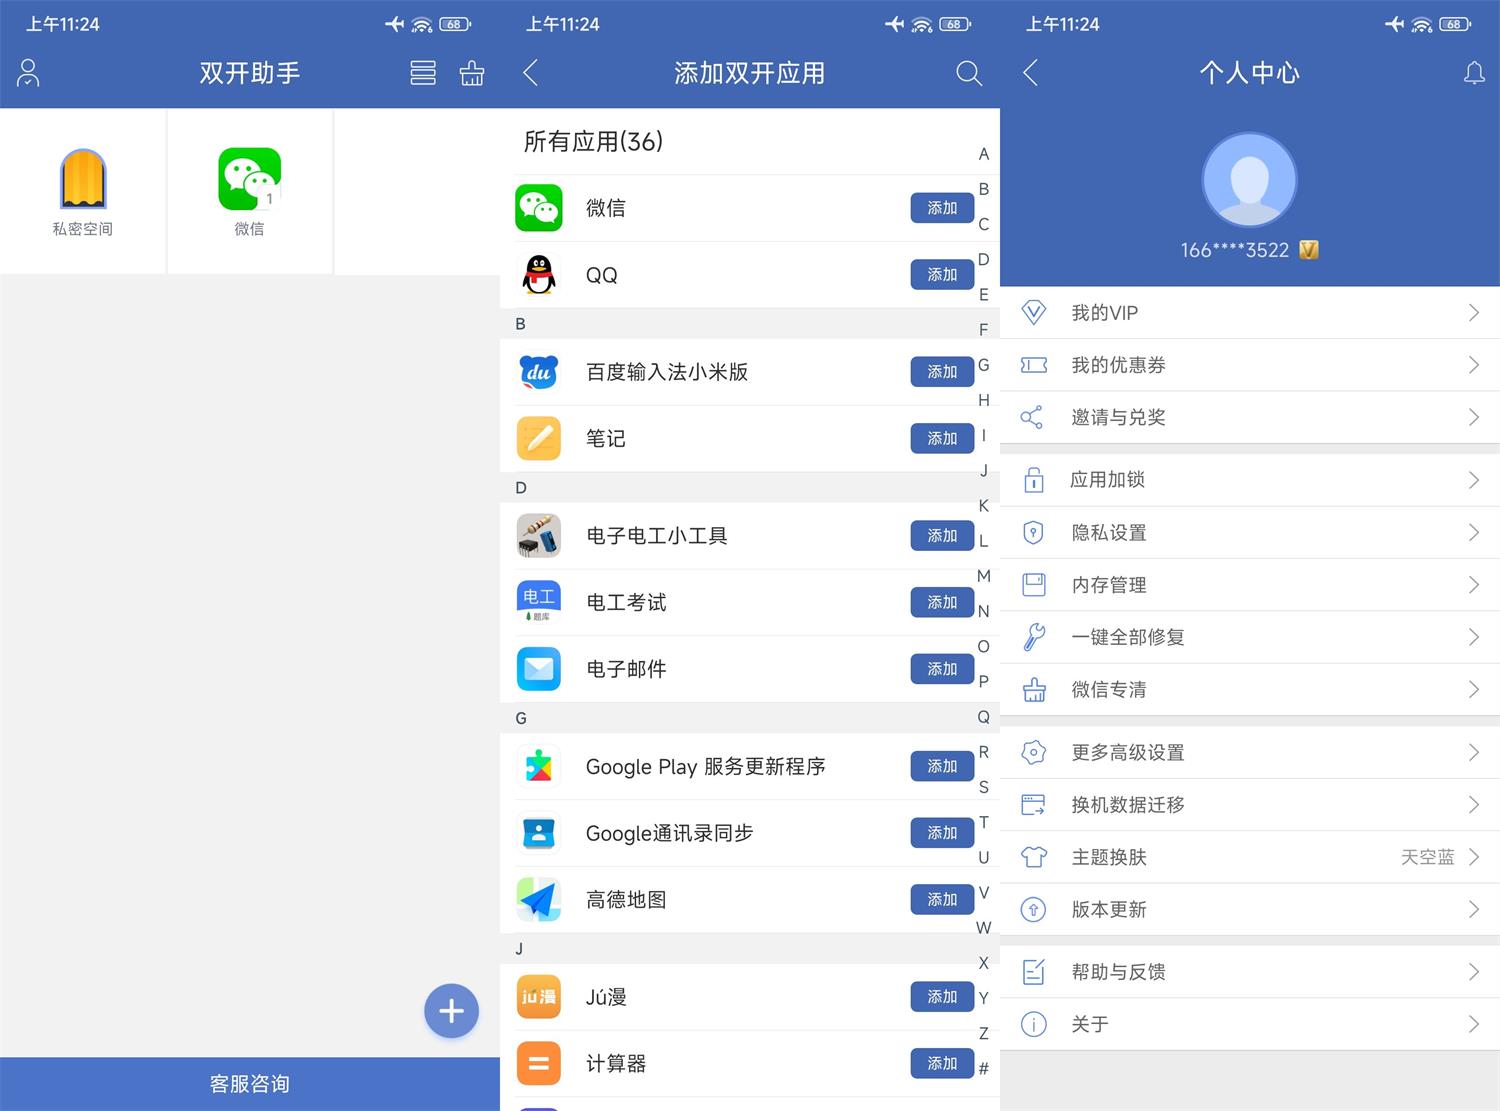 上午11:24
68
双开助手
私密空间
1
微信
客服咨询
上午11:24
68
添加双开应用
所有应用(36)
微信
添加
QQ
添加
B
du
百度输入法小米版
添加
笔记
添加
D
电子电工小工具
添加
电工
题库
电工考试
添加
电子邮件
添加
G
Google Play 服务更新程序
添加
Google通讯录同步
添加
高德地图
添加
J
jú漫
Jú漫
添加
计算器
添加
A
B
C
D
E
F
G
H
I
J
K
L
M
N
O
P
Q
R
S
T
U
V
W
X
Y
Z
#
上午11:24
68
个人中心
166****3522
V
我的VIP
我的优惠券
邀请与兑奖
应用加锁
隐私设置
内存管理
一键全部修复
微信专清
更多高级设置
换机数据迁移
主题换肤
天空蓝
版本更新
帮助与反馈
关于